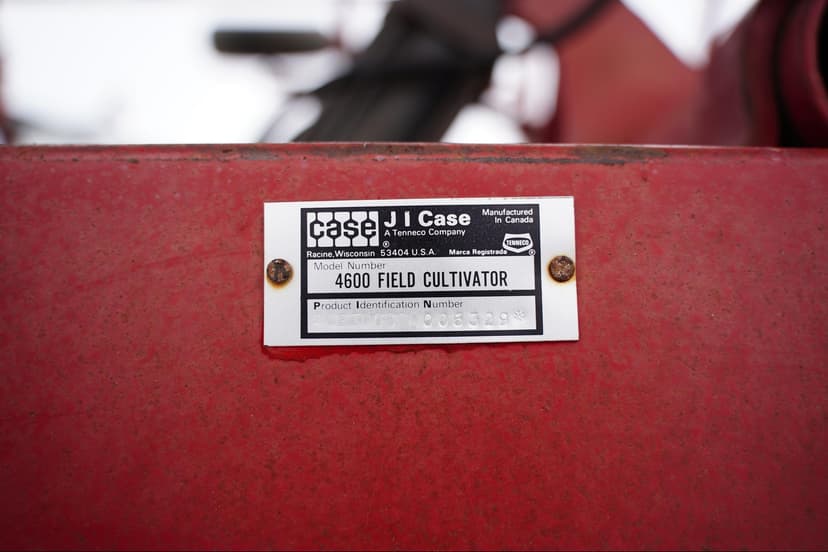 case ® J I Case
A Tenneco Company
Manufactured
In Canada
Racine, Wisconsin 53404 U.S.A. Marca Registrada
TENNECO ®
Model Number
4600 FIELD CULTIVATOR
Product Identification Number